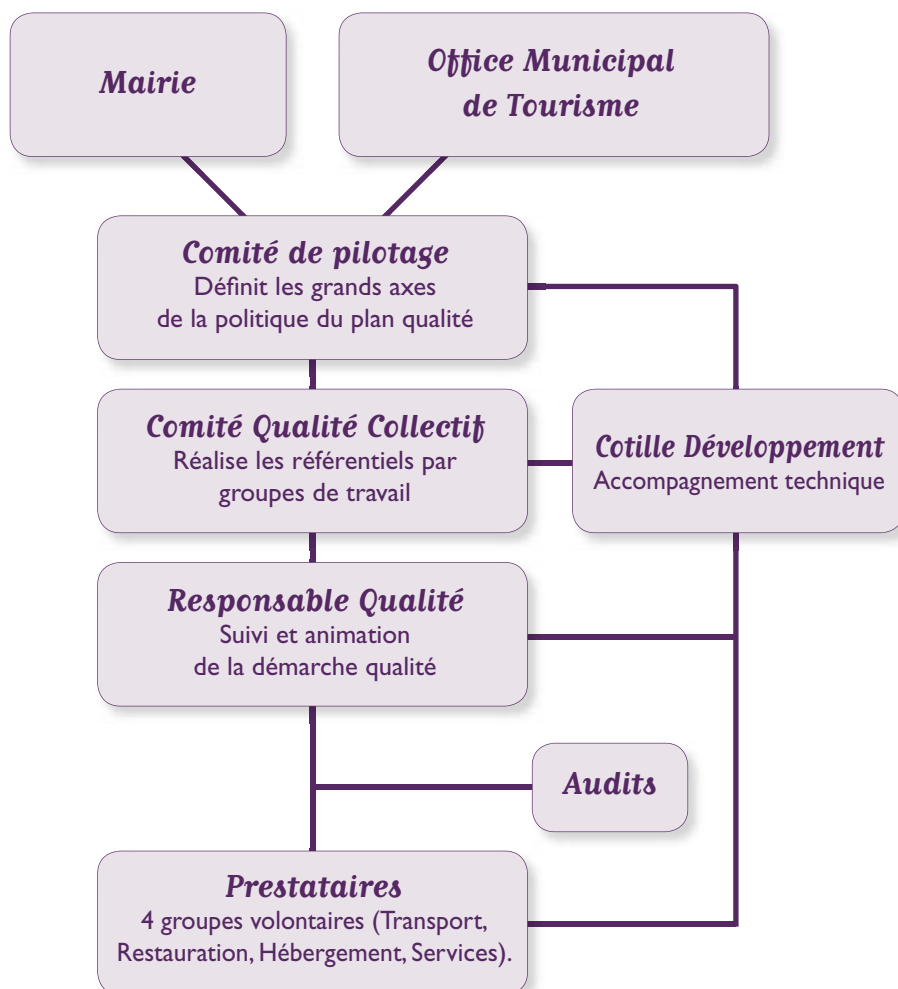 Mairie
Office Municipal
de Tourisme
Comité de pilotage
Définit les grands axes
de la politique du plan qualité
Comité Qualité Collectif
Réalise les référentiels par
groupes de travail
Cotille Développement
Accompagnement technique
Responsable Qualité
Suivi et animation
de la démarche qualité
Audits
Prestataires
4 groupes volontaires (Transport,
Restauration, Hébergement, Services).